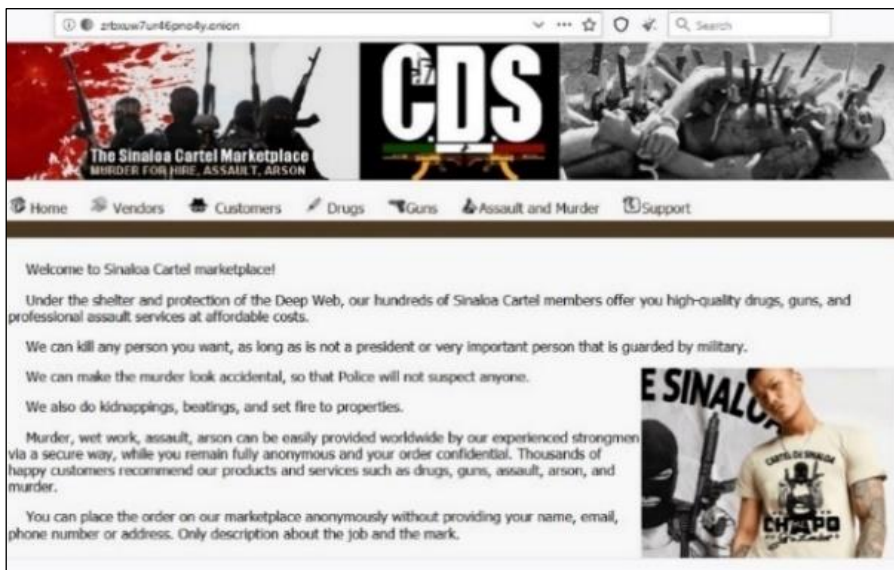 Search
The Sinaloa Cartel Marketplace
MURDER FOR HIRE, ASSAULT, ARSON
C.D.S
Home Vendors Customers Drugs Guns Assault and Murder Support
Welcome to Sinaloa Cartel marketplace!
Under the shelter and protection of the Deep Web, our hundreds of Sinaloa Cartel members offer you high-quality drugs, guns, and
professional assault services at affordable costs.
We can kill any person you want, as long as is not a president or very important person that is guarded by military.
We can make the murder look accidental, so that Police will not suspect anyone.
We also do kidnappings, beatings, and set fire to properties.
Murder, wet work, assault, arson can be easily provided worldwide by our experienced strongmen
via a secure way, while you remain fully anonymous and your order confidential. Thousands of
happy customers recommend our products and services such as drugs, guns, assault, arson, and
murder.
You can place the order on our marketplace anonymously without providing your name, email,
phone number or address. Only description about the job and the mark.
E SINALO
CARTEL DE SINALOA
CHAPO